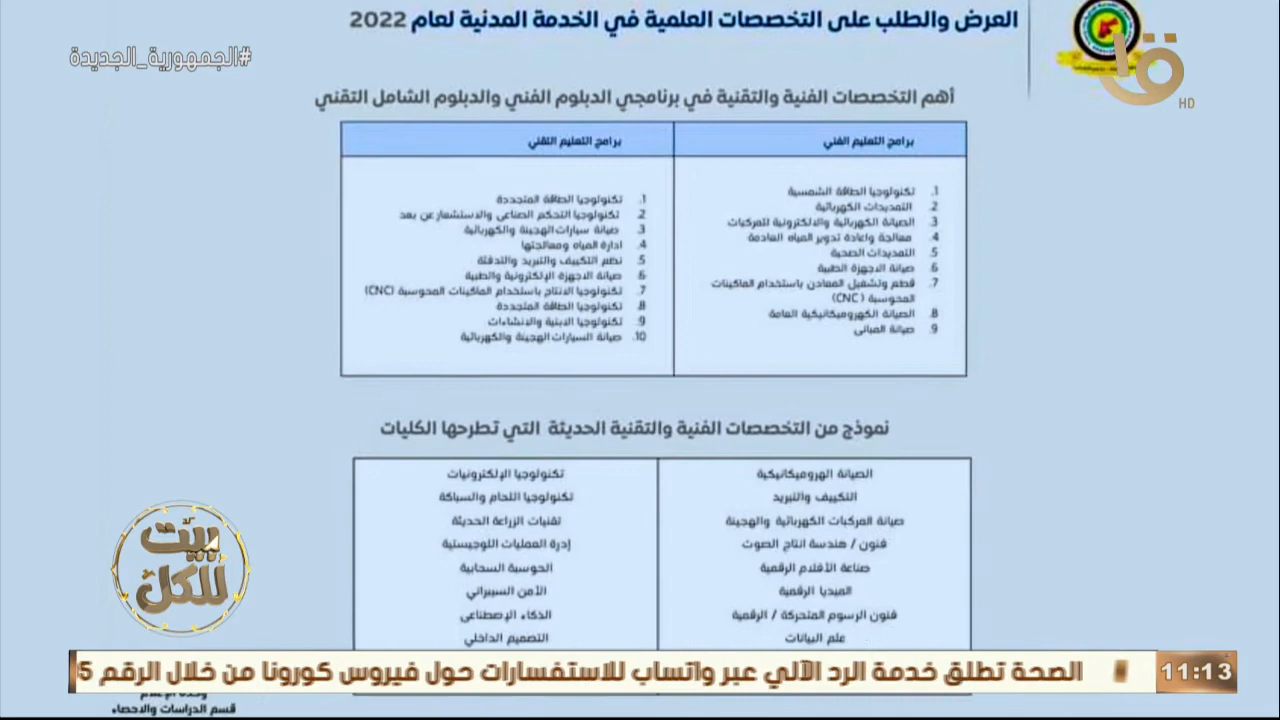 العرض والطلب على التخصصات العلمية في الخدمة المدنية لعام 2022
#الجمهورية_الجديدة
HD
أهم التخصصات الفنية والتقنية في برنامجي الدبلوم الفني والدبلوم الشامل التقني
برامج التعليم الفني
1. تكنولوجيا الطاقة الشمسية
2. التمديدات الكهربائية
3. الصيانة الكهربائية والالكترونية للمركبات
4. معالجة واعادة تدوير المياه العادمة
5. التمديدات الصحية
6. صيانة الاجهزة الطبية
7. قطع وتشغيل المعادن باستخدام الماكينات
المحوسبة (CNC)
8. الصيانة الكهروميكانيكية العامة
9. صيانة المباني
برامج التعليم التقني
1. تكنولوجيا الطاقة المتجددة
2. تكنولوجيا التحكم الصناعي والاستشعار عن بعد
3. صيانة سيارات الهجينة والكهربائية
4. ادارة المياه ومعالجتها
5. نظم التكييف والتبريد والتدفئة
6. صيانة الاجهزة الإلكترونية والطبية
7. تكنولوجيا الانتاج باستخدام الماكينات المحوسبة (CNC)
8. تكنولوجيا الطاقة المتجددة
9. تكنولوجيا الابنية والانشاءات
10. صيانة السيارات الهجينة والكهربائية
نموذج من التخصصات الفنية والتقنية الحديثة التي تطرحها الكليات
الصيانة الهروميكانيكية
التكييف والتبريد
صيانة المركبات الكهربائية والهجينة
فنون / هندسة انتاج الصوت
صناعة الأفلام الرقمية
الميديا الرقمية
فنون الرسوم المتحركة / الرقمية
علم البيانات
تكنولوجيا الإلكترونيات
تكنولوجيا اللحام والسباكة
تقنيات الزراعة الحديثة
إدرة العمليات اللوجيستية
الحوسبة السحابية
الأمن السيبراني
الذكاء الإصطناعي
التصميم الداخلي
بيت للكل
11:13
الصحة تطلق خدمة الرد الآلي عبر واتساب للاستفسارات حول فيروس كورونا من خلال الرقم 5
قسم الدراسات والاحصاء